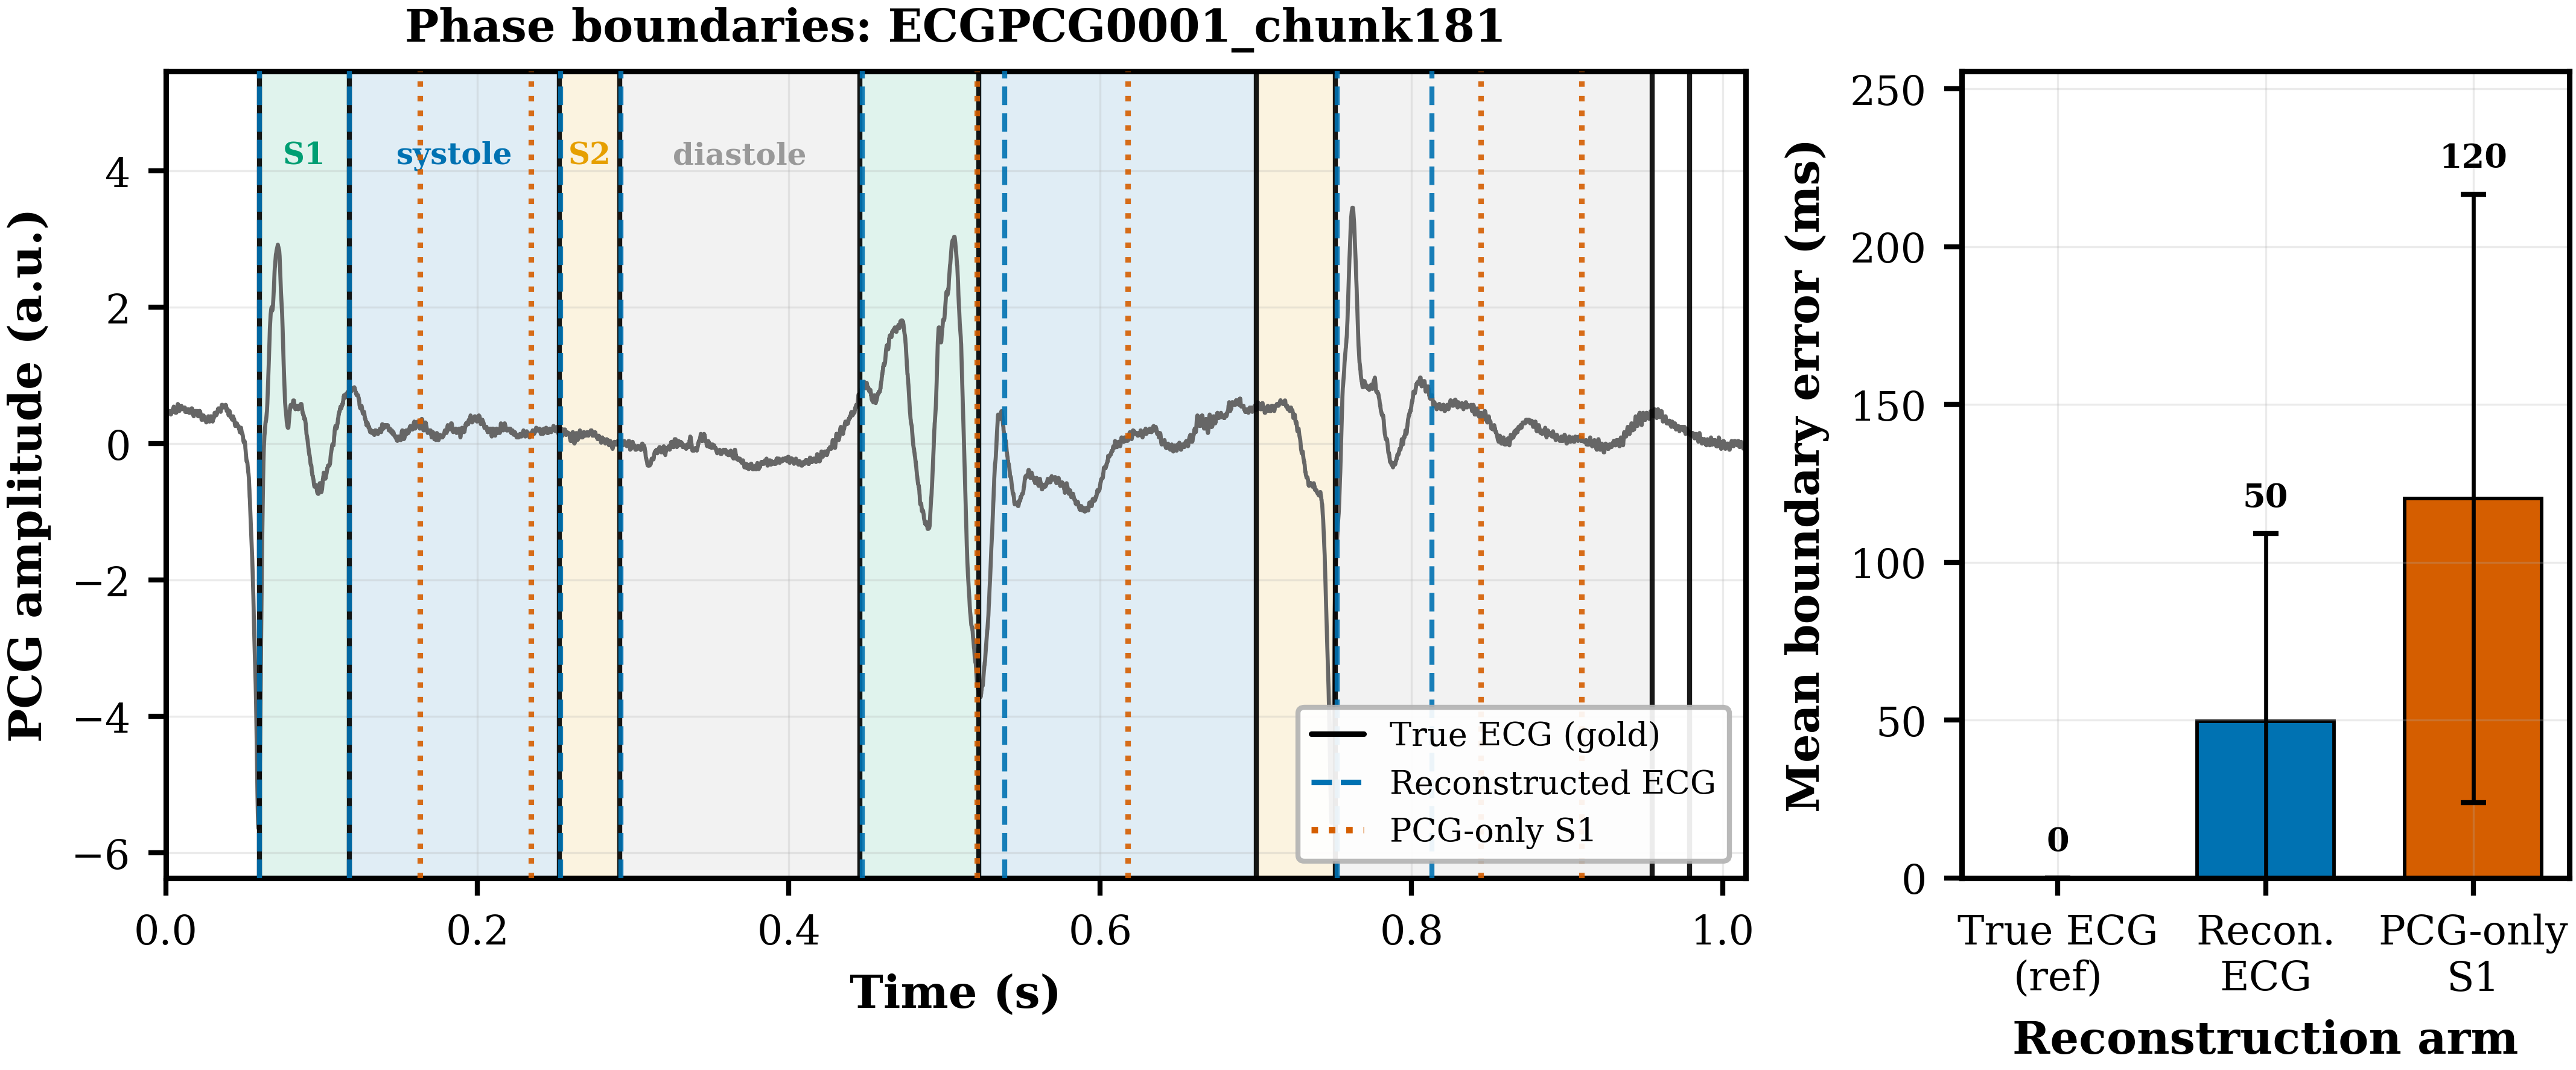 Phase boundaries: ECGPCG0001_chunk181
PCG amplitude (a.u.)
4
2
0
−2
−4
−6
S1
systole
S2
diastole
True ECG (gold)
Reconstructed ECG
PCG-only S1
0.0
0.2
0.4
0.6
0.8
1.0
Time (s)
Mean boundary error (ms)
250
200
150
100
50
0
0
50
120
True ECG
(ref)
Recon.
ECG
PCG-only
S1
Reconstruction arm